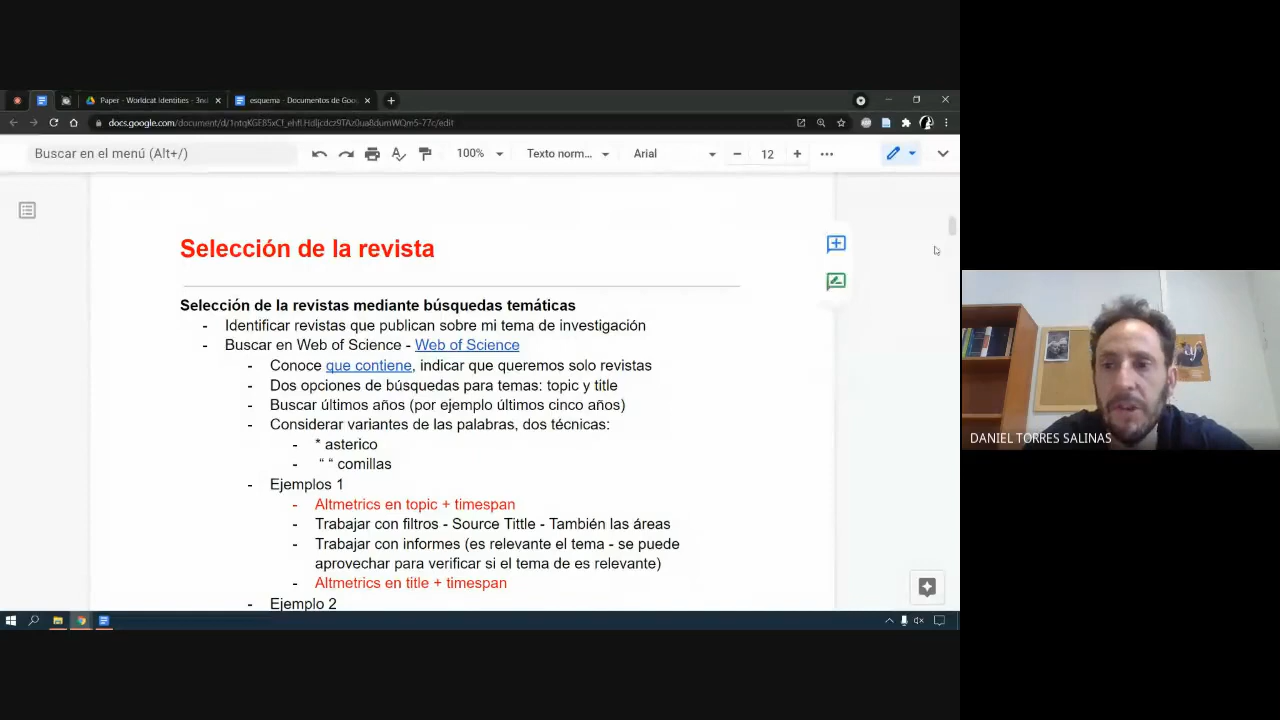 Paper - Worldcat Identities - 3nd
esquema - Documentos de Goo
docs.google.com
Buscar en el menú (Alt+/)
100%
Texto norm...
Arial
12
Selección de la revista
Selección de la revistas mediante búsquedas temáticas
- Identificar revistas que publican sobre mi tema de investigación
- Buscar en Web of Science - Web of Science
- Conoce que contiene, indicar que queremos solo revistas
- Dos opciones de búsquedas para temas: topic y title
- Buscar últimos años (por ejemplo últimos cinco años)
- Considerar variantes de las palabras, dos técnicas:
- * asterico
- “ “ comillas
- Ejemplos 1
- Altmetrics en topic + timespan
- Trabajar con filtros - Source Tittle - También las áreas
- Trabajar con informes (es relevante el tema - se puede
aprovechar para verificar si el tema de es relevante)
- Altmetrics en title + timespan
- Ejemplo 2
DANIEL TORRES SALINAS